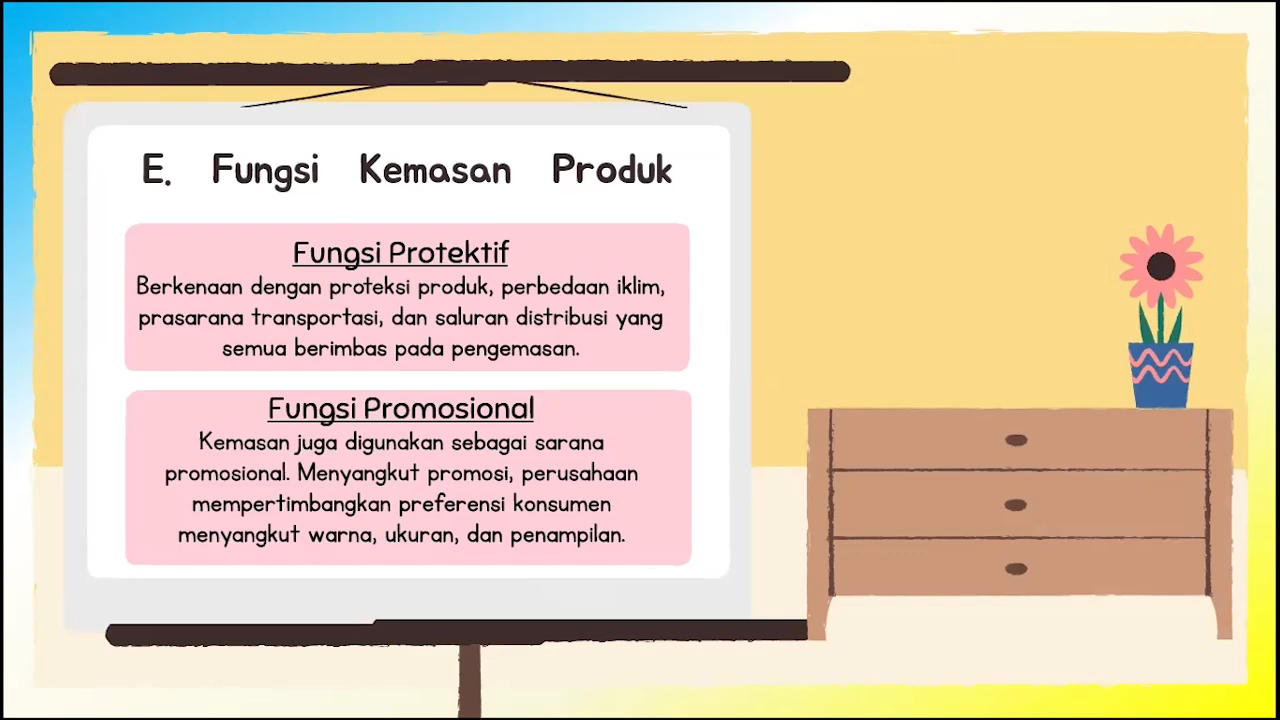 E. Fungsi Kemasan Produk
Fungsi Protektif
Berkenaan dengan proteksi produk, perbedaan iklim,
prasarana transportasi, dan saluran distribusi yang
semua berimbas pada pengemasan.
Fungsi Promosional
Kemasan juga digunakan sebagai sarana
promosional. Menyangkut promosi, perusahaan
mempertimbangkan preferensi konsumen
menyangkut warna, ukuran, dan penampilan.